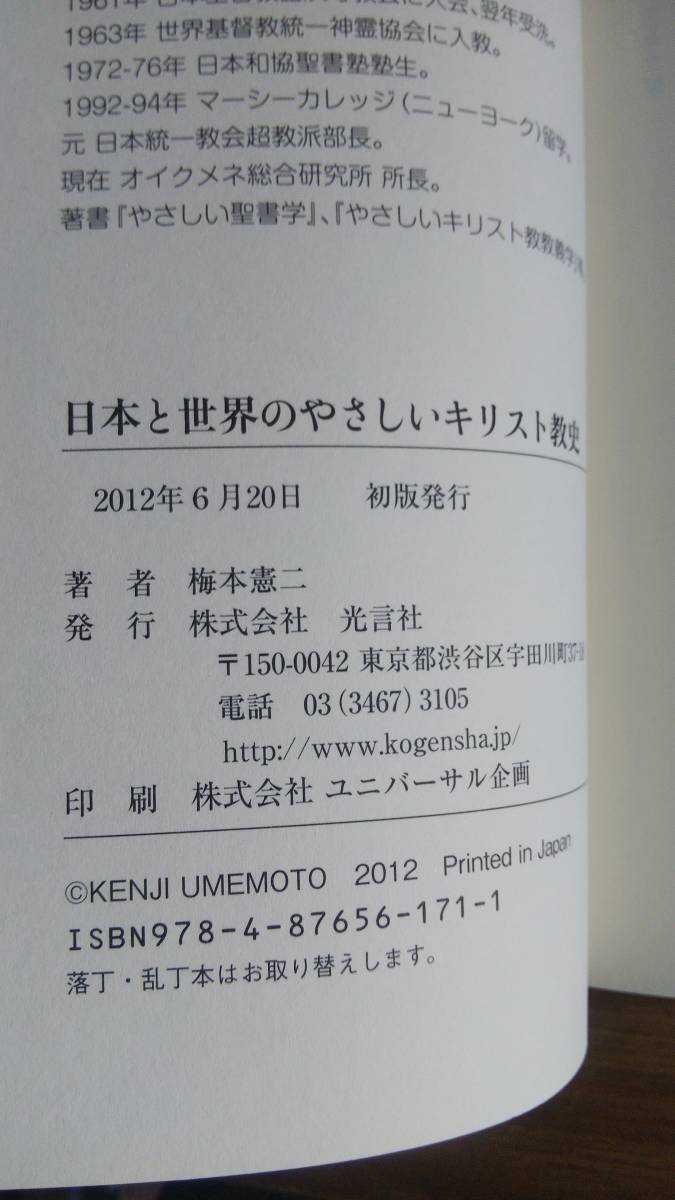 1963年 世界基督教統一神霊協会に入教。
1972-76年 日本和協聖書塾塾生。
1992-94年 マーシーカレッジ(ニューヨーク)留学。
元 日本統一教会超教派部長。
現在 オイクメネ総合研究所 所長。
著書『やさしい聖書学』、『やさしいキリスト教教義学』
日本と世界のやさしいキリスト教史
2012年6月20日 初版発行
著 者 梅本憲二
発 行 株式会社 光言社
〒150-0042 東京都渋谷区宇田川町37-
電話 03(3467)3105
http://www.kogensha.jp/
印 刷 株式会社 ユニバーサル企画
©KENJI UMEMOTO 2012 Printed in Japan
ISBN978-4-87656-171-1
落丁・乱丁本はお取り替えします。